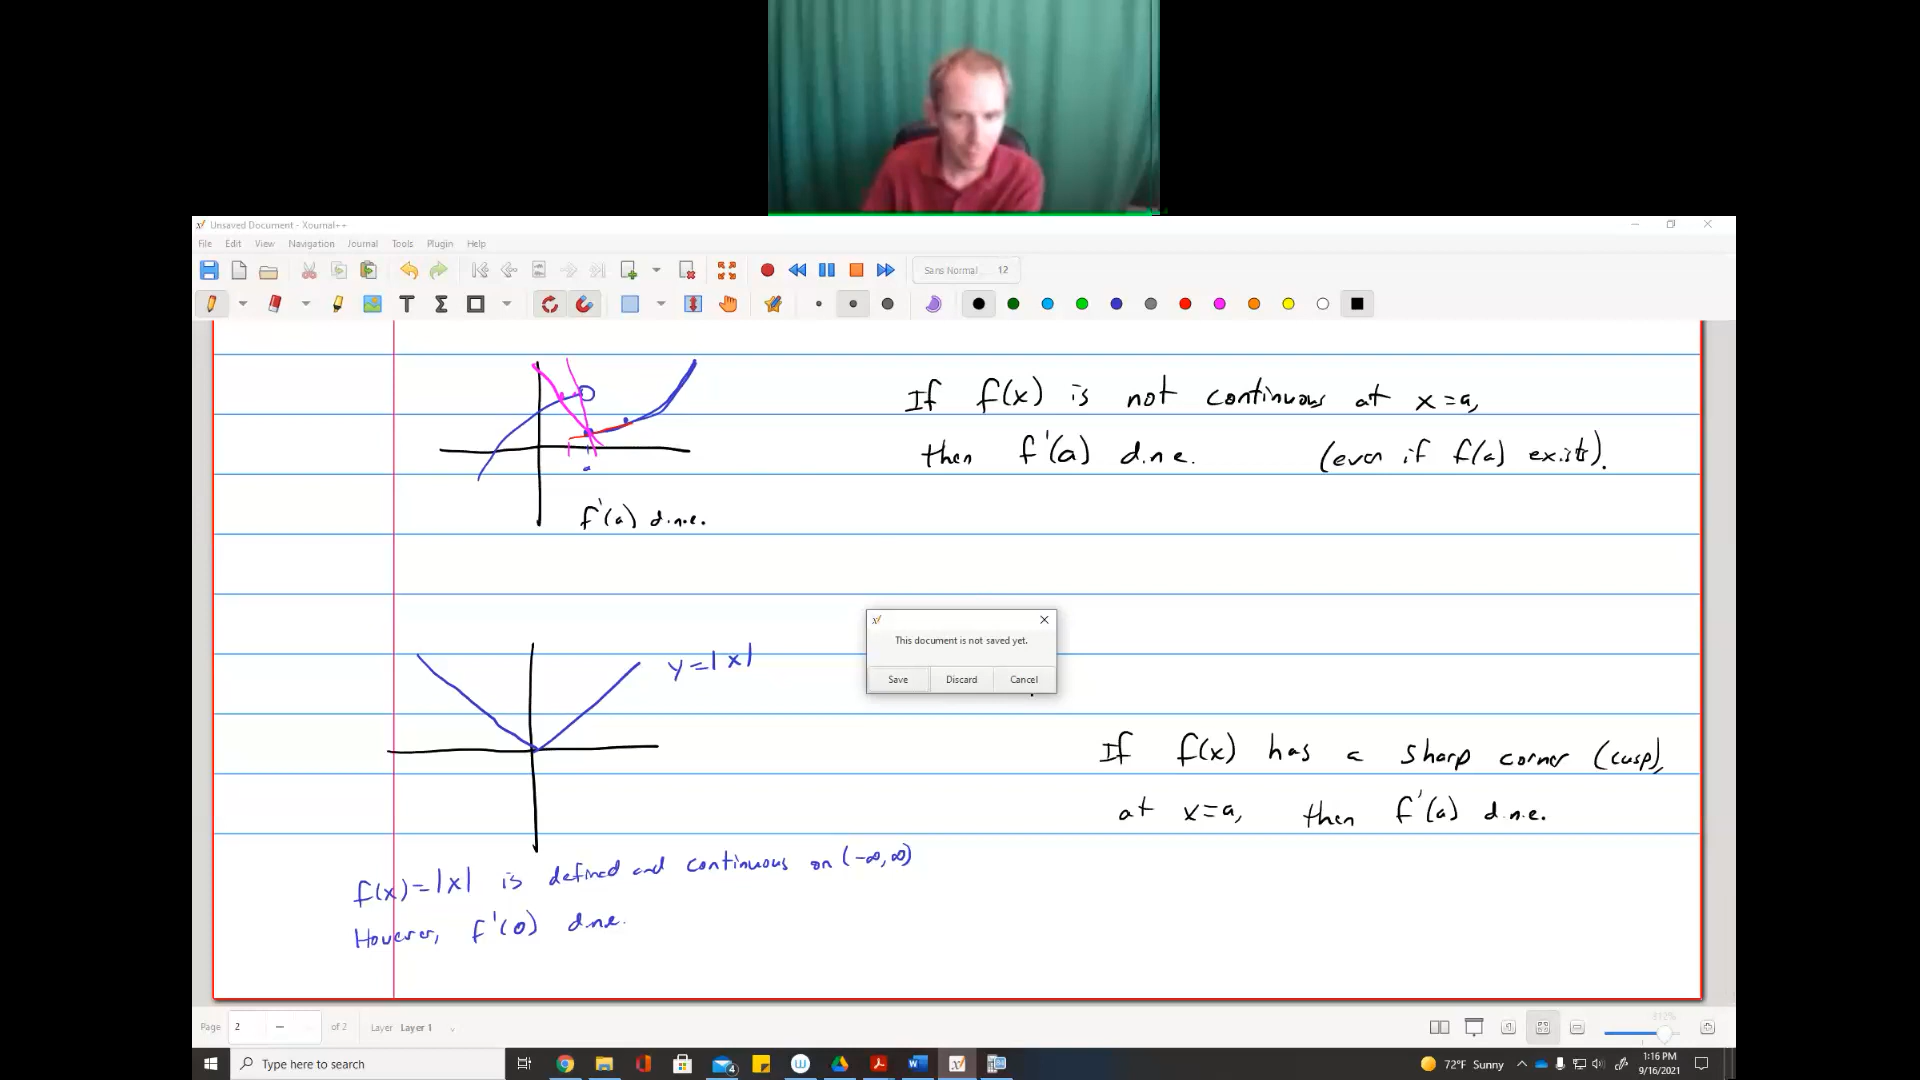 Unsaved Document - Xournal++
File Edit View Navigation Journal Tools Plugin Help
Sans Normal 12
If f(x) is not continuous at x=a,
then f'(a) d.n.e. (even if f(a) exists).
f'(a) d.n.e.
This document is not saved yet.
Save Discard Cancel
y=|x|
If f(x) has a sharp corner (cusp),
at x=a, then f'(a) d.n.e.
f(x)=|x| is defined and continuous on (-∞,∞)
However, f'(0) d.n.e.
Page 2 of 2 Layer Layer 1
812%
Type here to search
4
72°F Sunny
1:16 PM
9/16/2021